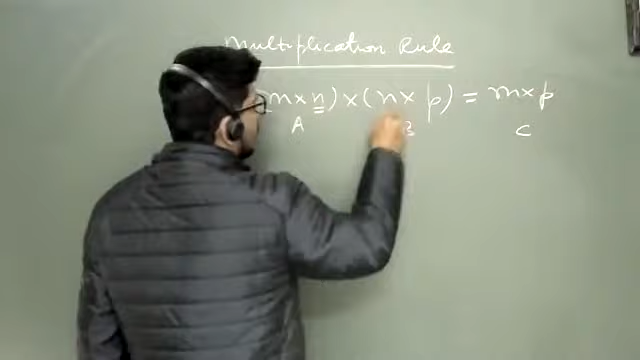 Multiplication Rule
(m×n)×(n×p) = m×p
A B C